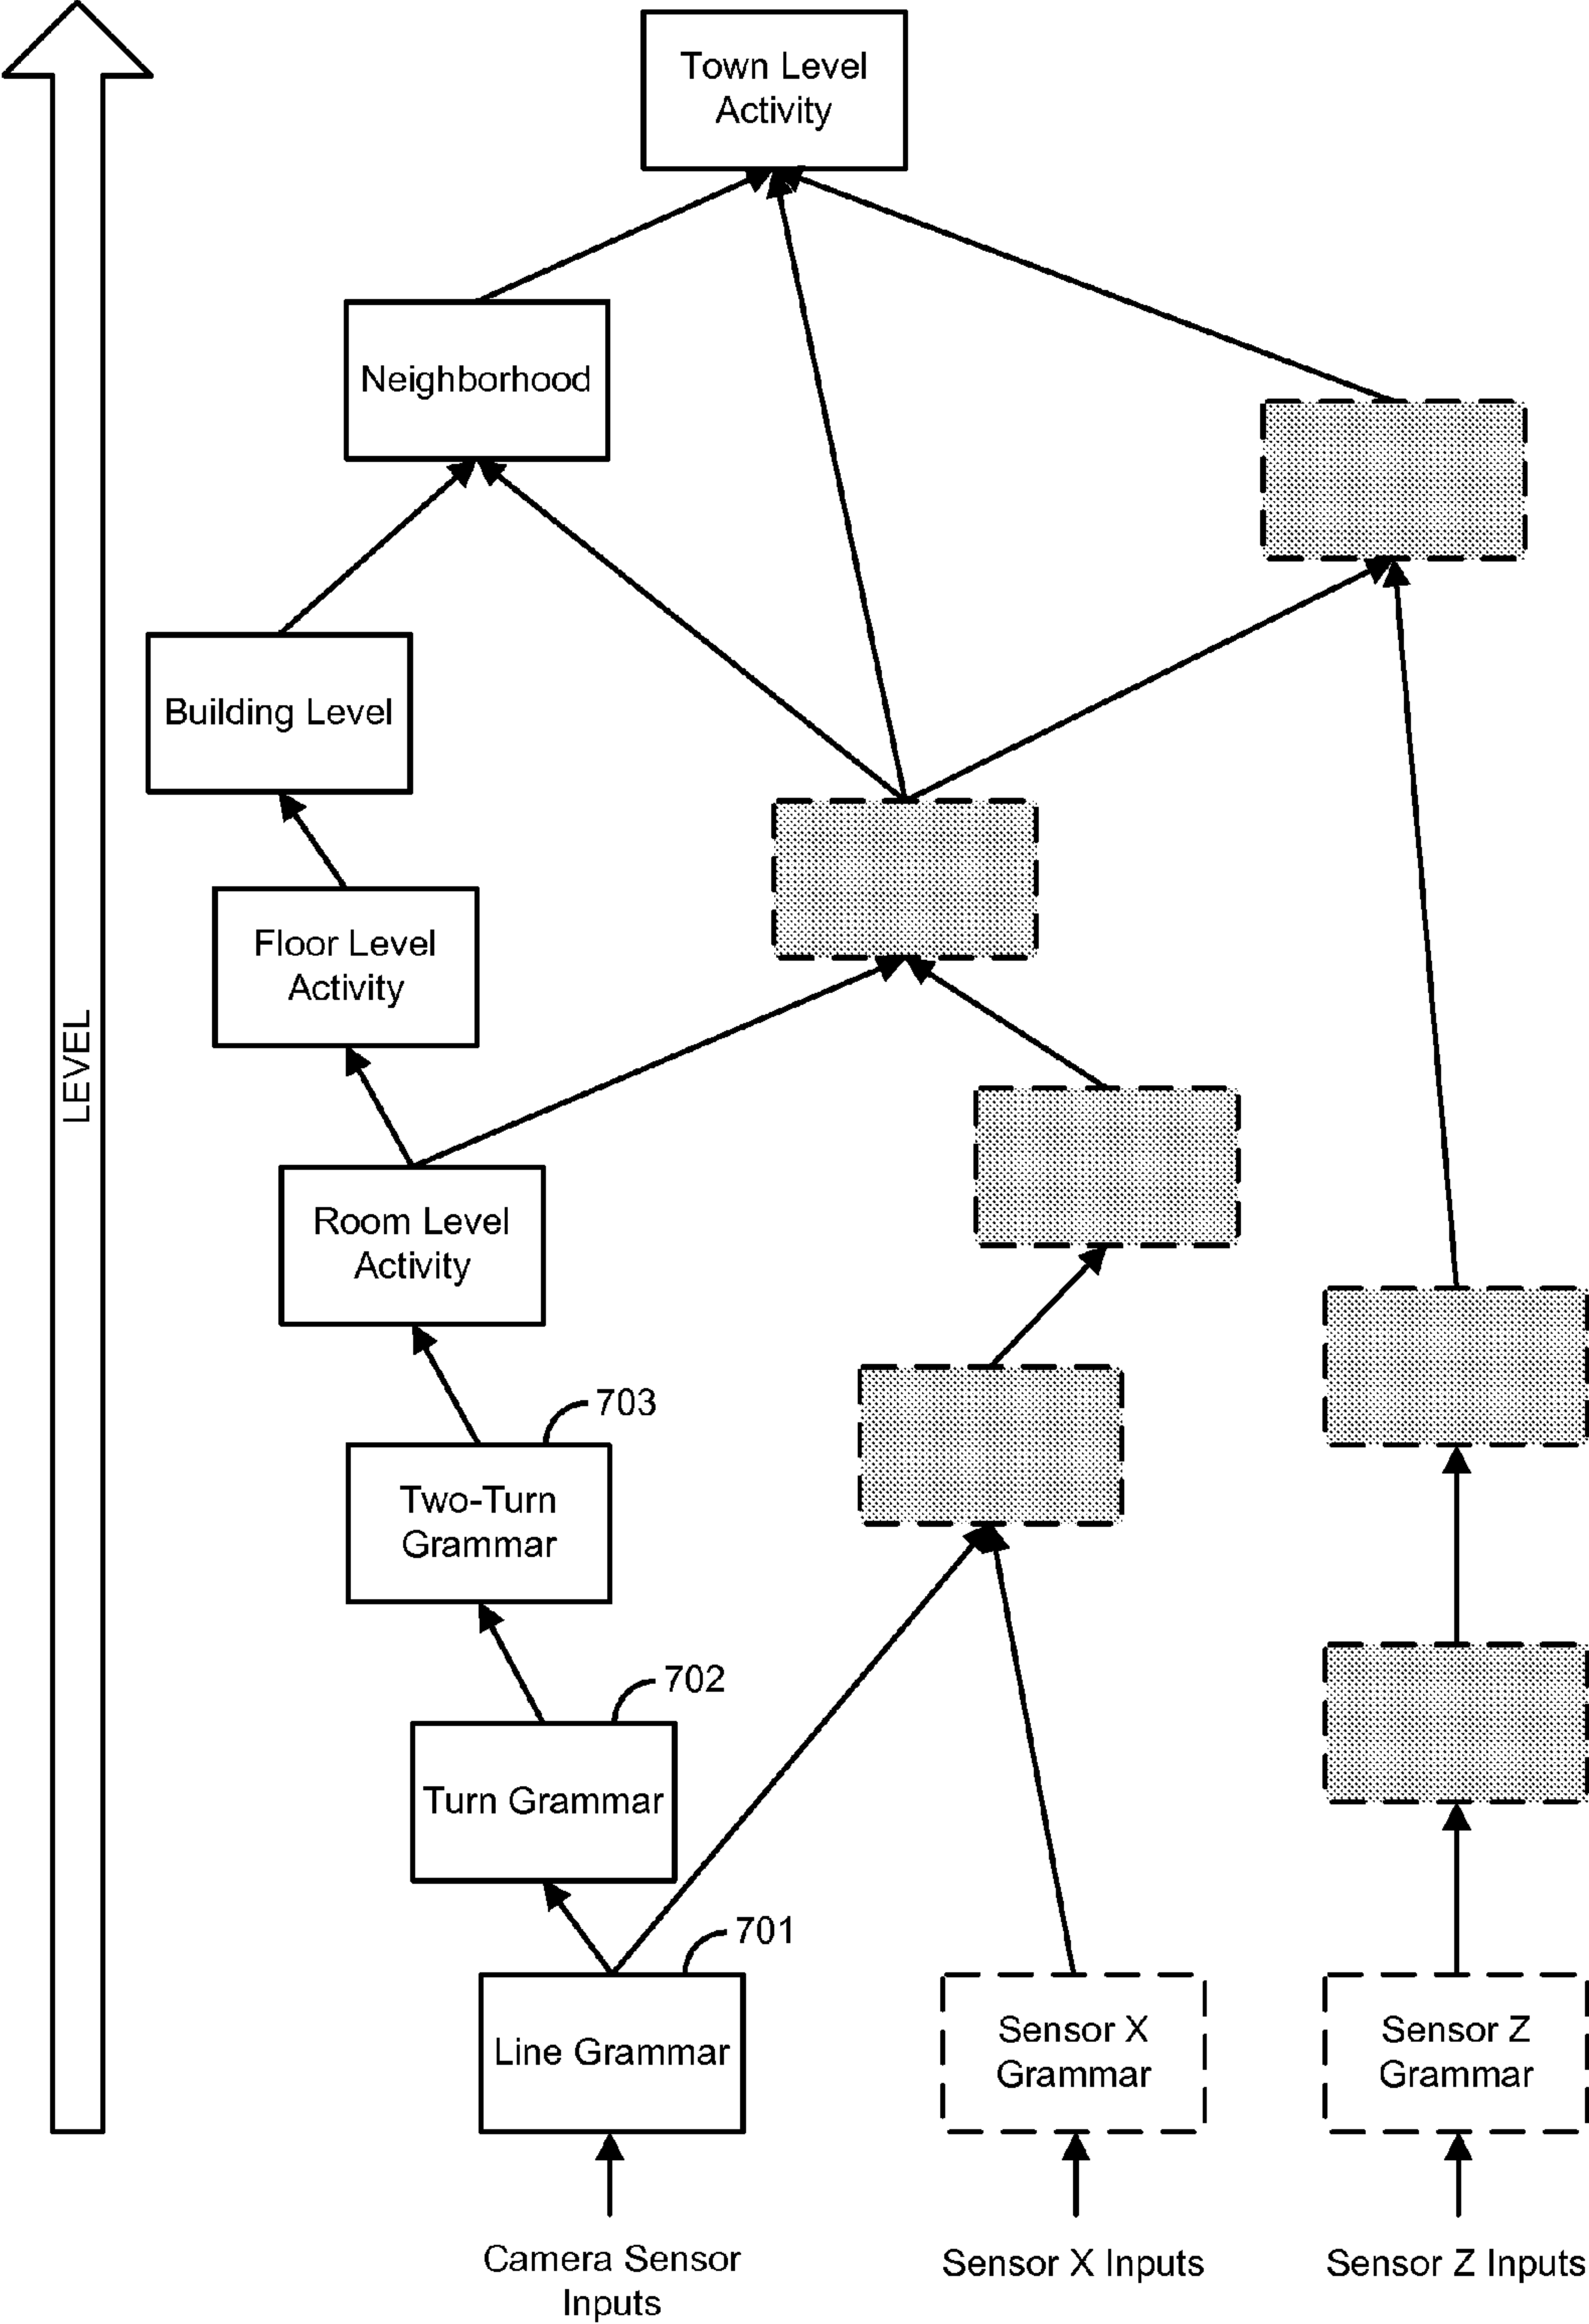 Town Level
Activity
Neighborhood
Building Level
Floor Level
Activity
LEVEL
Room Level
Activity
703
Two-Turn
Grammar
702
Turn Grammar
701
Line Grammar
Sensor X
Grammar
Sensor Z
Grammar
Camera Sensor
Inputs
Sensor X Inputs
Sensor Z Inputs